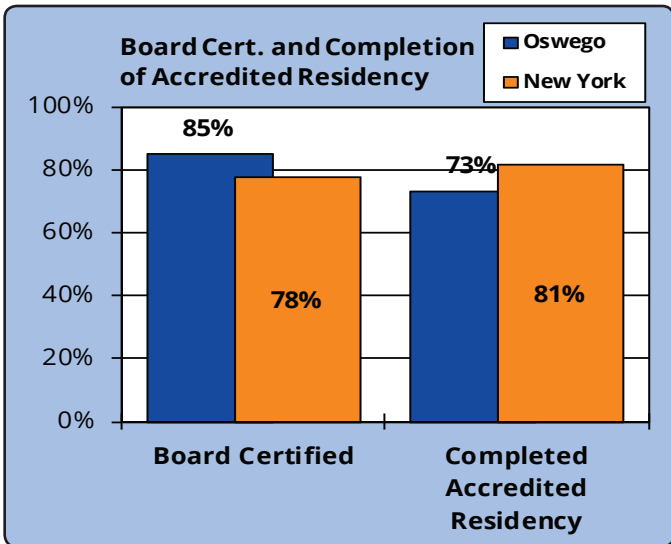 Board Cert. and Completion
of Accredited Residency
Oswego
New York
100%
80%
60%
40%
20%
0%
85%
78%
73%
81%
Board Certified
Completed
Accredited
Residency